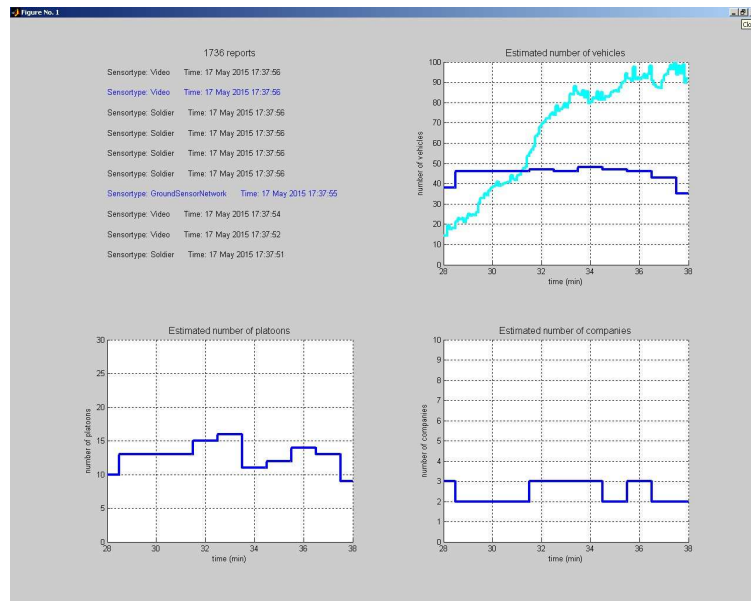 Figure No. 1
Clo
1736 reports
Sensortype: Video Time: 17 May 2015 17:37:56
Sensortype: Video Time: 17 May 2015 17:37:56
Sensortype: Soldier Time: 17 May 2015 17:37:56
Sensortype: Soldier Time: 17 May 2015 17:37:56
Sensortype: Soldier Time: 17 May 2015 17:37:56
Sensortype: Soldier Time: 17 May 2015 17:37:56
Sensortype: GroundSensorNetwork Time: 17 May 2015 17:37:55
Sensortype: Video Time: 17 May 2015 17:37:54
Sensortype: Video Time: 17 May 2015 17:37:52
Sensortype: Soldier Time: 17 May 2015 17:37:51
Estimated number of vehicles
number of vehicles
100
90
80
70
60
50
40
30
20
10
0
28 30 32 34 36 38
time (min)
Estimated number of platoons
number of platoons
30
25
20
15
10
5
0
28 30 32 34 36 38
time (min)
Estimated number of companies
number of companies
10
9
8
7
6
5
4
3
2
1
0
28 30 32 34 36 38
time (min)